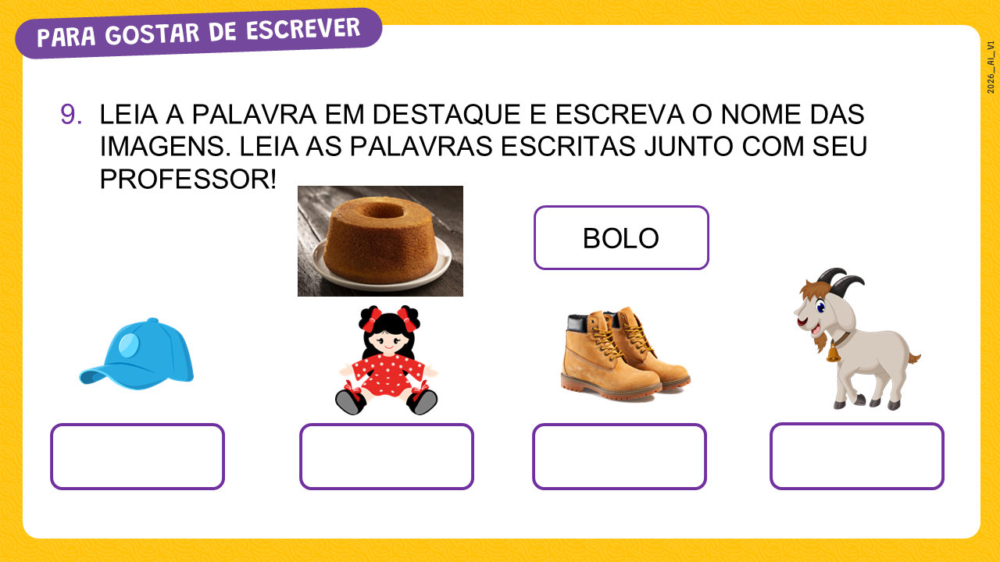 PARA GOSTAR DE ESCREVER
2026_AI_V1
9. LEIA A PALAVRA EM DESTAQUE E ESCREVA O NOME DAS
IMAGENS. LEIA AS PALAVRAS ESCRITAS JUNTO COM SEU
PROFESSOR!
BOLO